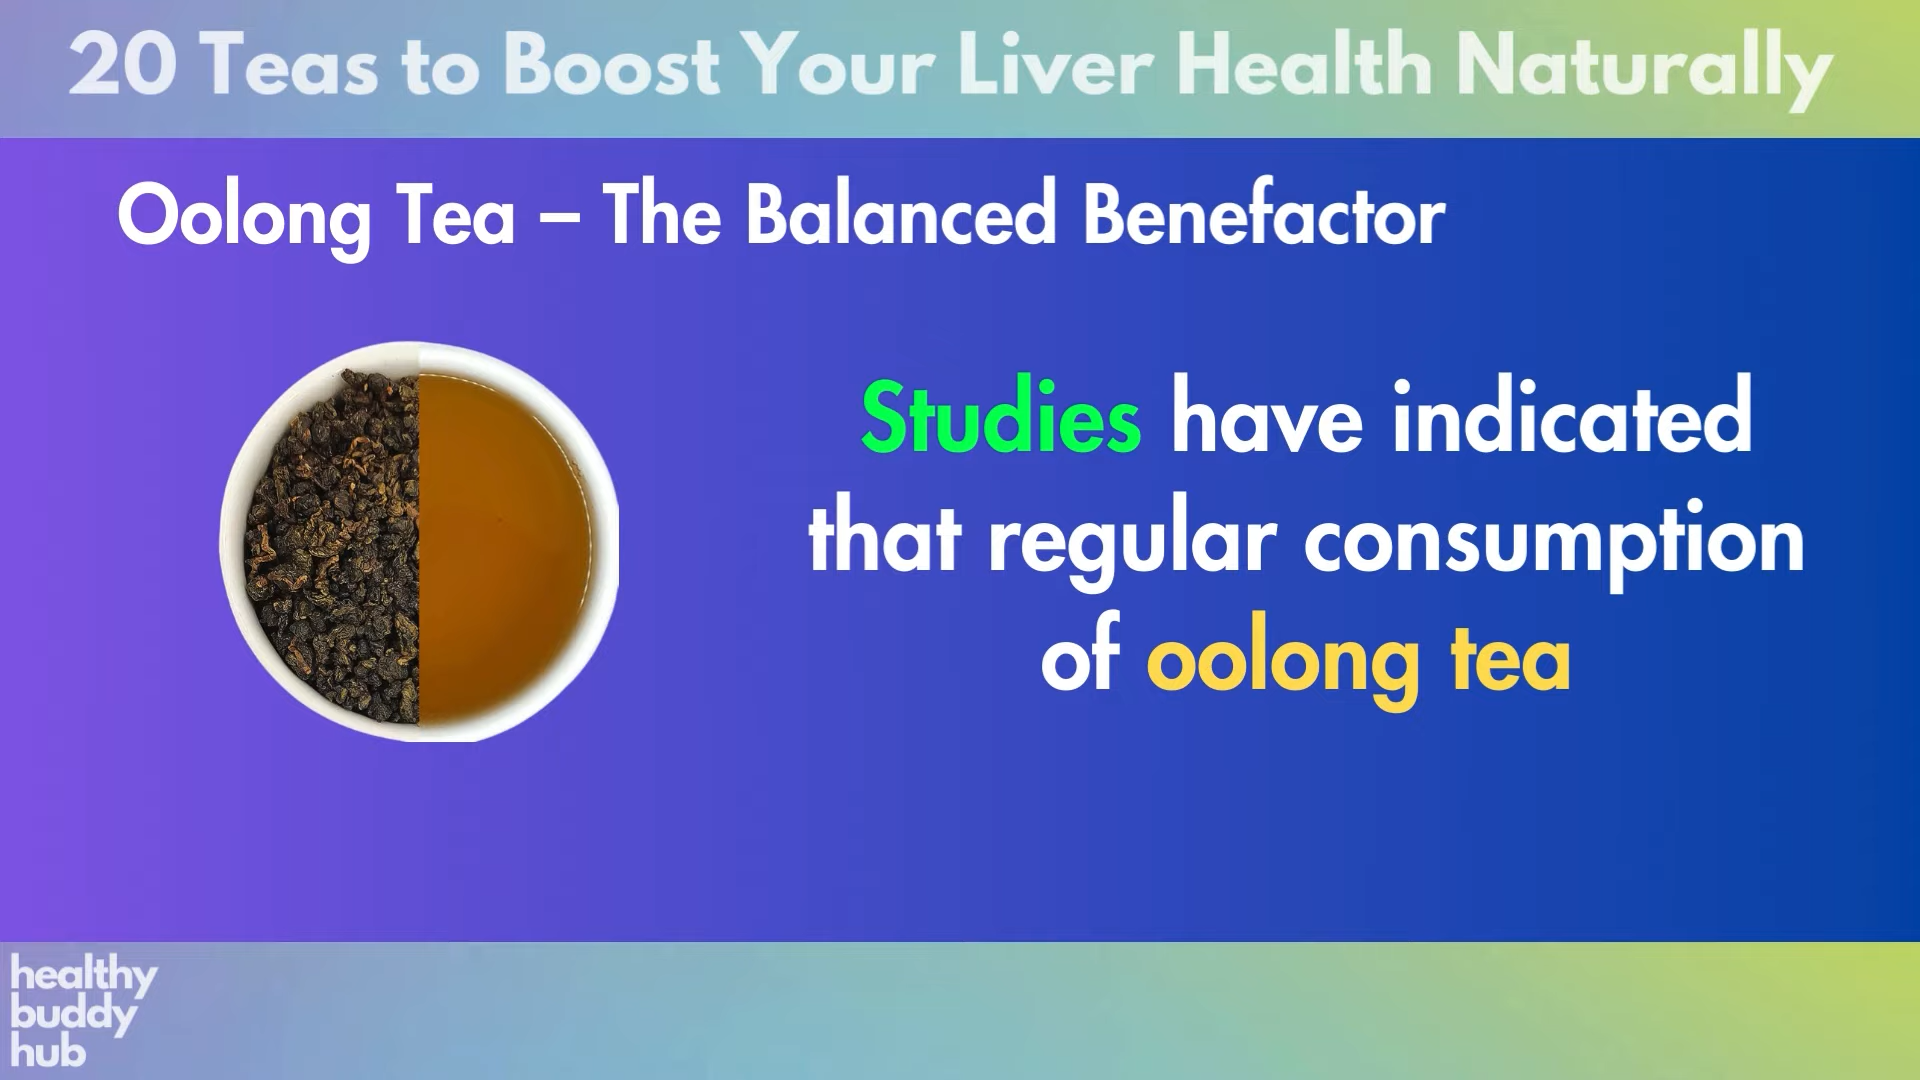 20 Teas to Boost Your Liver Health Naturally
Oolong Tea – The Balanced Benefactor
Studies have indicated
that regular consumption
of oolong tea
healthy
buddy
hub